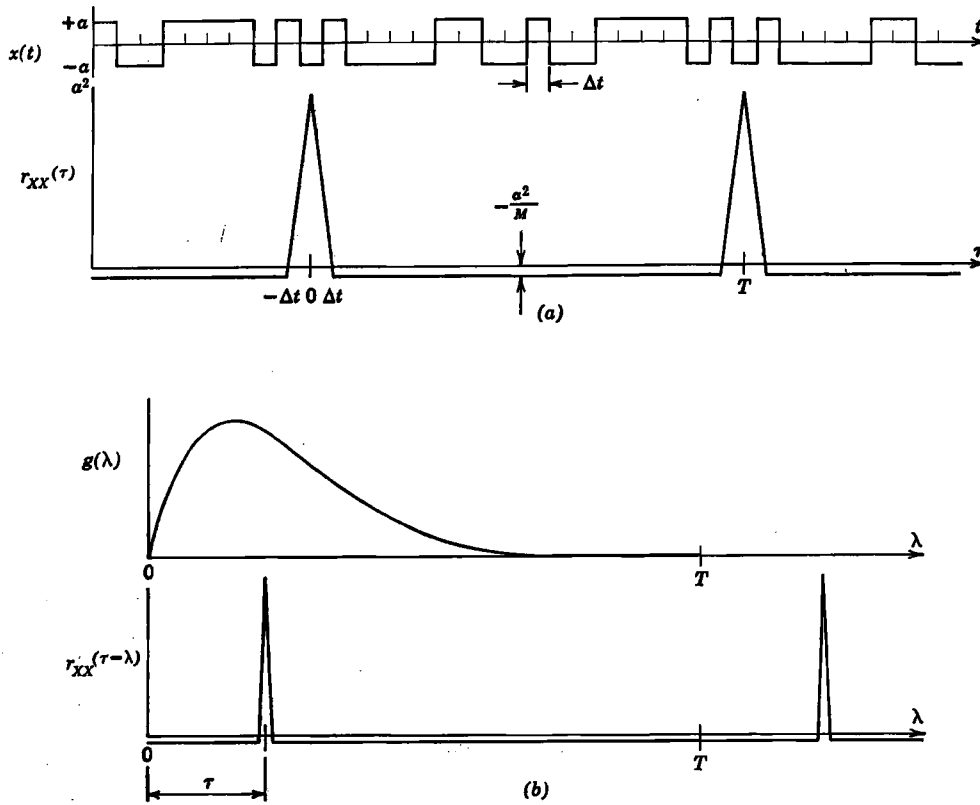 +a
x(t)
t
−a
Δt
a²
r_XX(τ)
−a²/M
τ
−Δt 0 Δt
T
(a)
g(λ)
λ
0
T
r_XX(τ−λ)
λ
0
T
τ
(b)